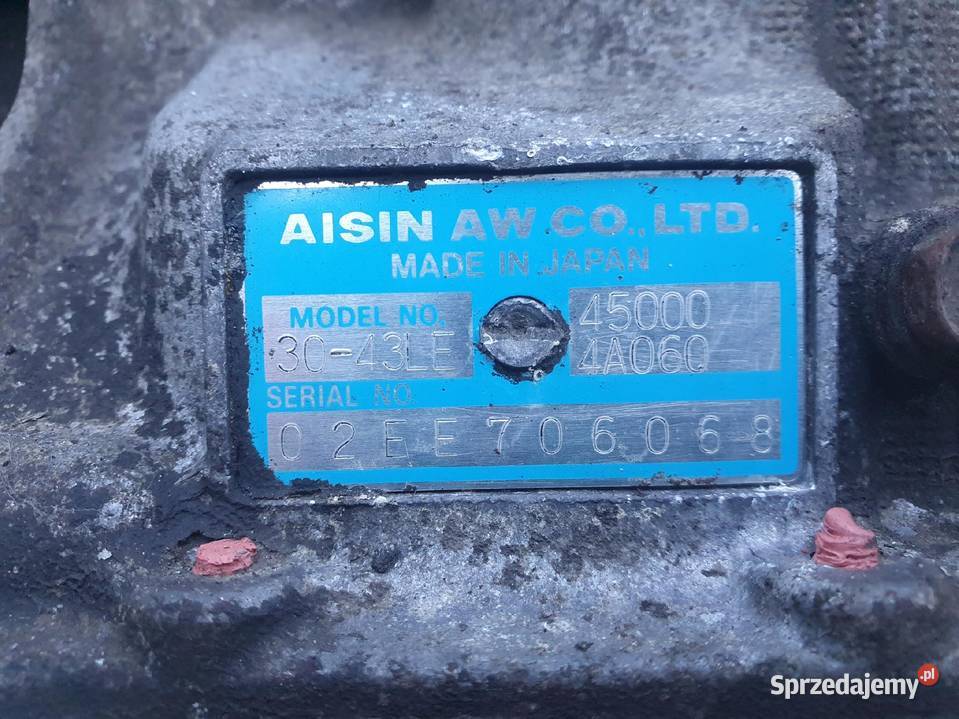 AISIN AW CO., LTD.
MADE IN JAPAN
MODEL NO. 45000
30-43LE 4A060
SERIAL NO.
02EE706068
Sprzedajemy.pl